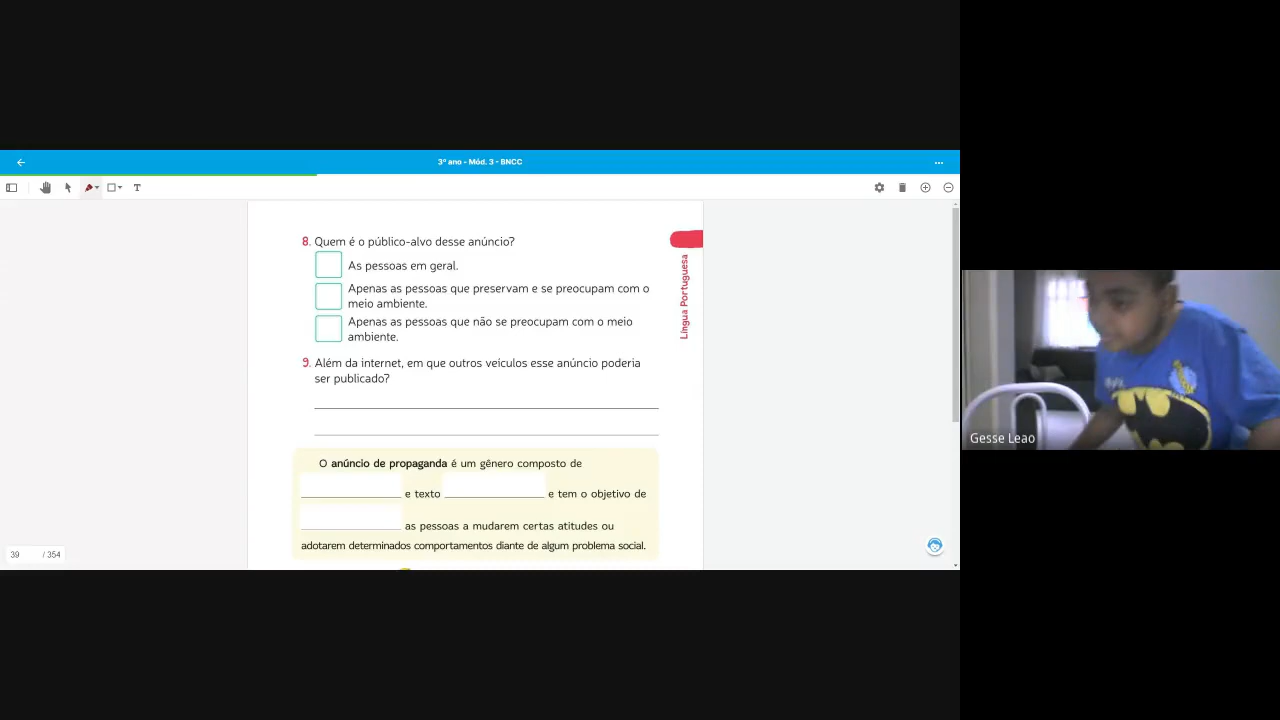 3º ano - Mód. 3 - BNCC
T
8. Quem é o público-alvo desse anúncio?
As pessoas em geral.
Apenas as pessoas que preservam e se preocupam com o
meio ambiente.
Apenas as pessoas que não se preocupam com o meio
ambiente.
9. Além da internet, em que outros veículos esse anúncio poderia
ser publicado?
O anúncio de propaganda é um gênero composto de
e texto e tem o objetivo de
as pessoas a mudarem certas atitudes ou
adotarem determinados comportamentos diante de algum problema social.
Língua Portuguesa
39 / 354
Gesse Leao